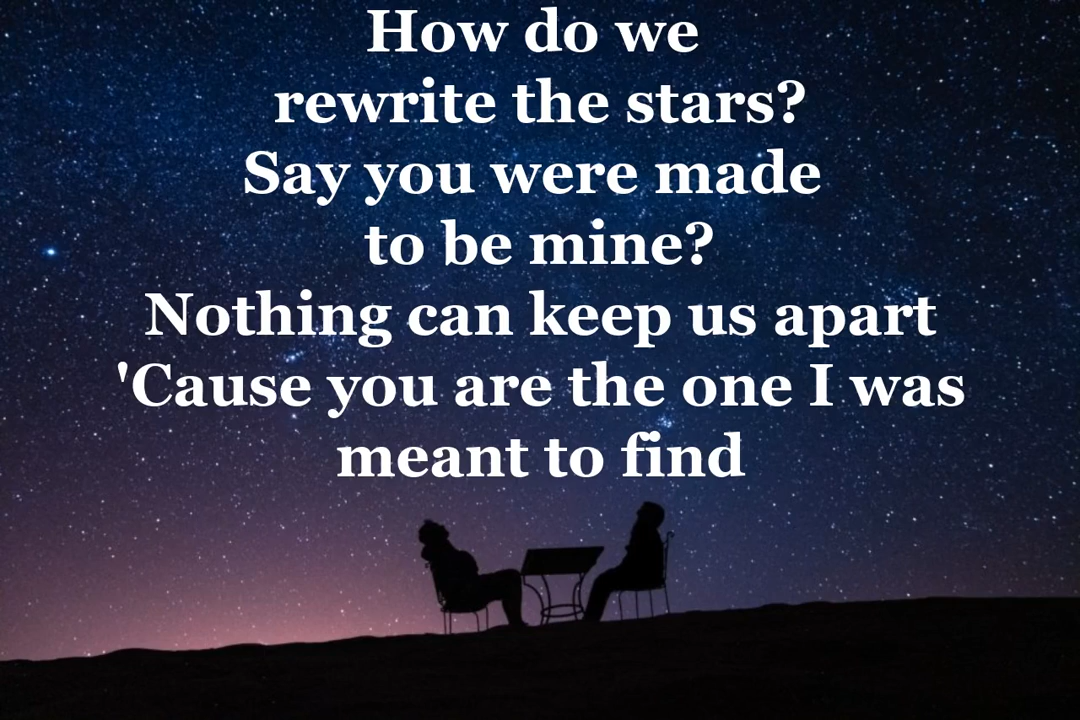 How do we
rewrite the stars?
Say you were made
to be mine?
Nothing can keep us apart
'Cause you are the one I was
meant to find